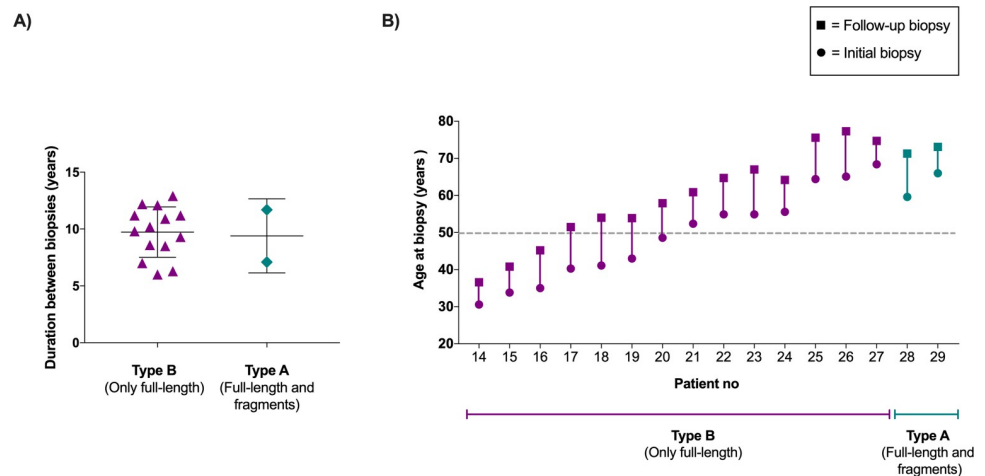 A)
B)
■ = Follow-up biopsy
● = Initial biopsy
Duration between biopsies (years)
15
10
5
0
Type B
(Only full-length)
Type A
(Full-length and
fragments)
Age at biopsy (years )
80
70
60
50
40
30
20
14 15 16 17 18 19 20 21 22 23 24 25 26 27 28 29
Patient no
Type B
(Only full-length)
Type A
(Full-length and
fragments)